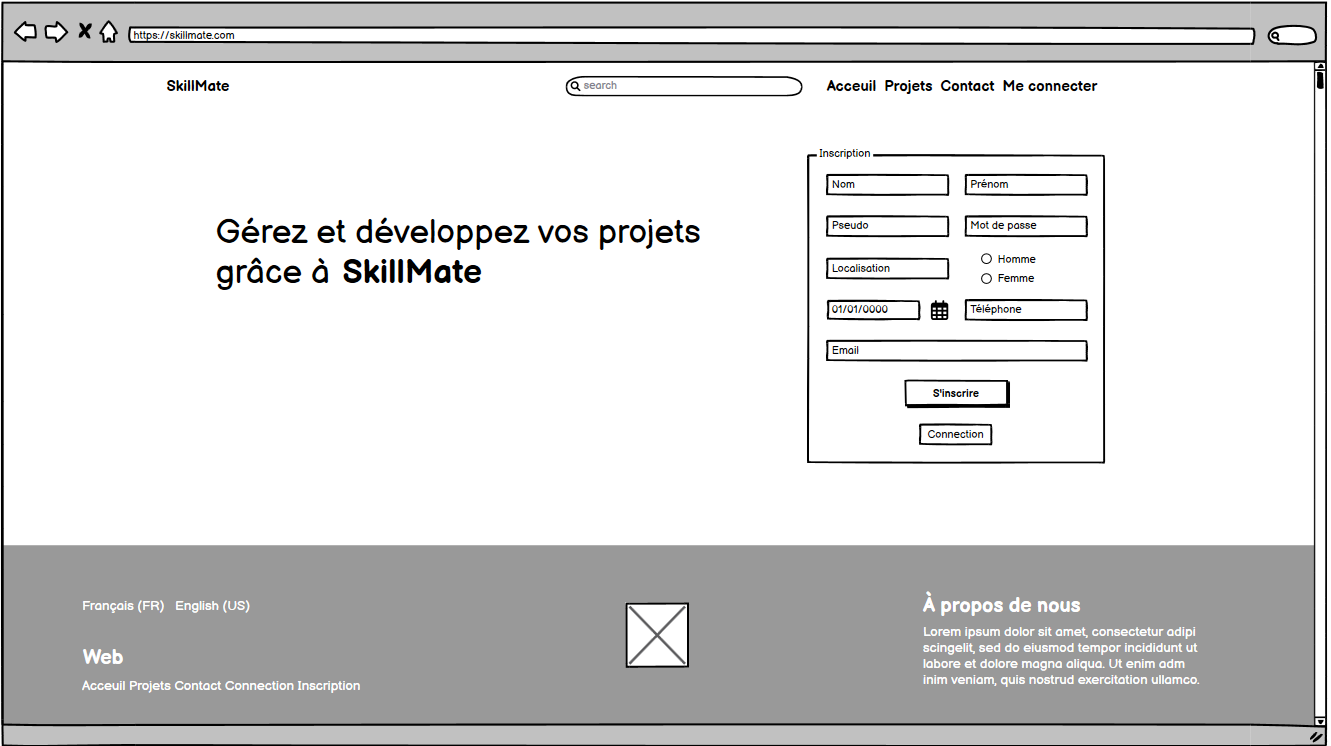 https://skillmate.com
SkillMate
search
Acceuil Projets Contact Me connecter
Inscription
Nom
Prénom
Gérez et développez vos projets
grâce à SkillMate
Pseudo
Mot de passe
Localisation
Homme
Femme
01/01/0000
Téléphone
Email
S'inscrire
Connection
Français (FR) English (US)
Web
Acceuil Projets Contact Connection Inscription
À propos de nous
Lorem ipsum dolor sit amet, consectetur adipi
scingelit, sed do eiusmod tempor incididunt ut
labore et dolore magna aliqua. Ut enim adm
inim veniam, quis nostrud exercitation ullamco.